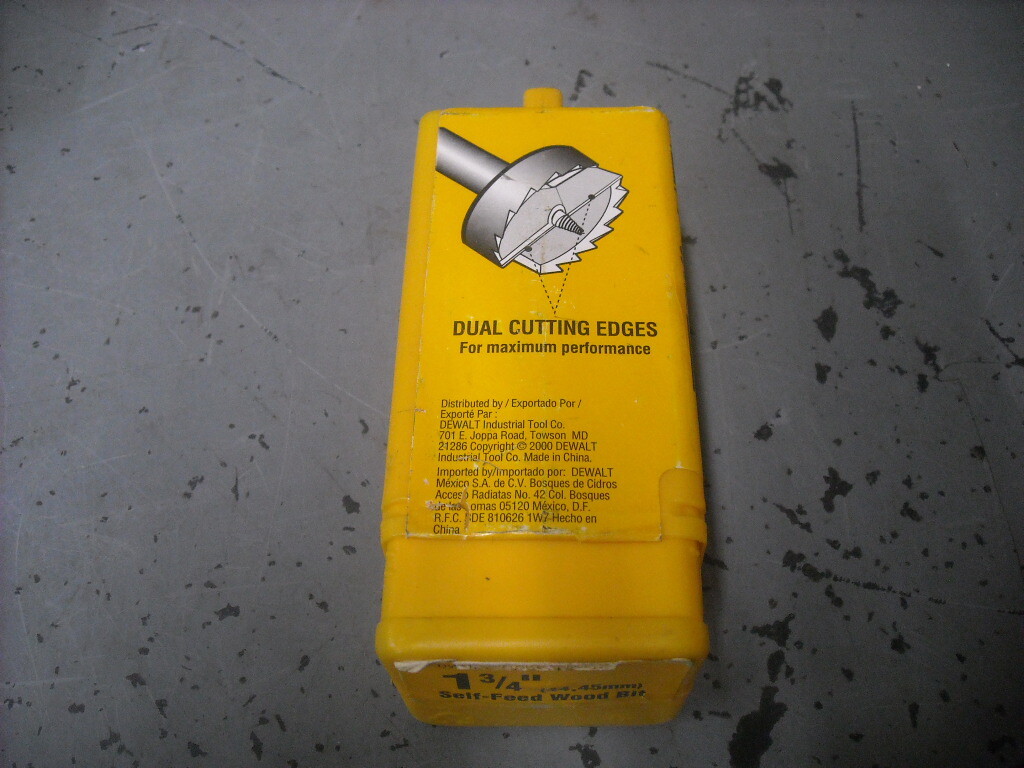 DUAL CUTTING EDGES
For maximum performance
Distributed by / Exportado Por /
Exporté Par :
DEWALT Industrial Tool Co.
701 E. Joppa Road, Towson MD
21286 Copyright © 2000 DEWALT
Industrial Tool Co. Made in China.
Imported by/Importado por: DEWALT
México S.A. de C.V. Bosques de Cidros
Acceso Radiatas No. 42 Col. Bosques
de las Lomas 05120 México, D.F.
R.F.C. BDE 810626 1W7 Hecho en
China
1 3/4" (44.45mm)
Self-Feed Wood Bit